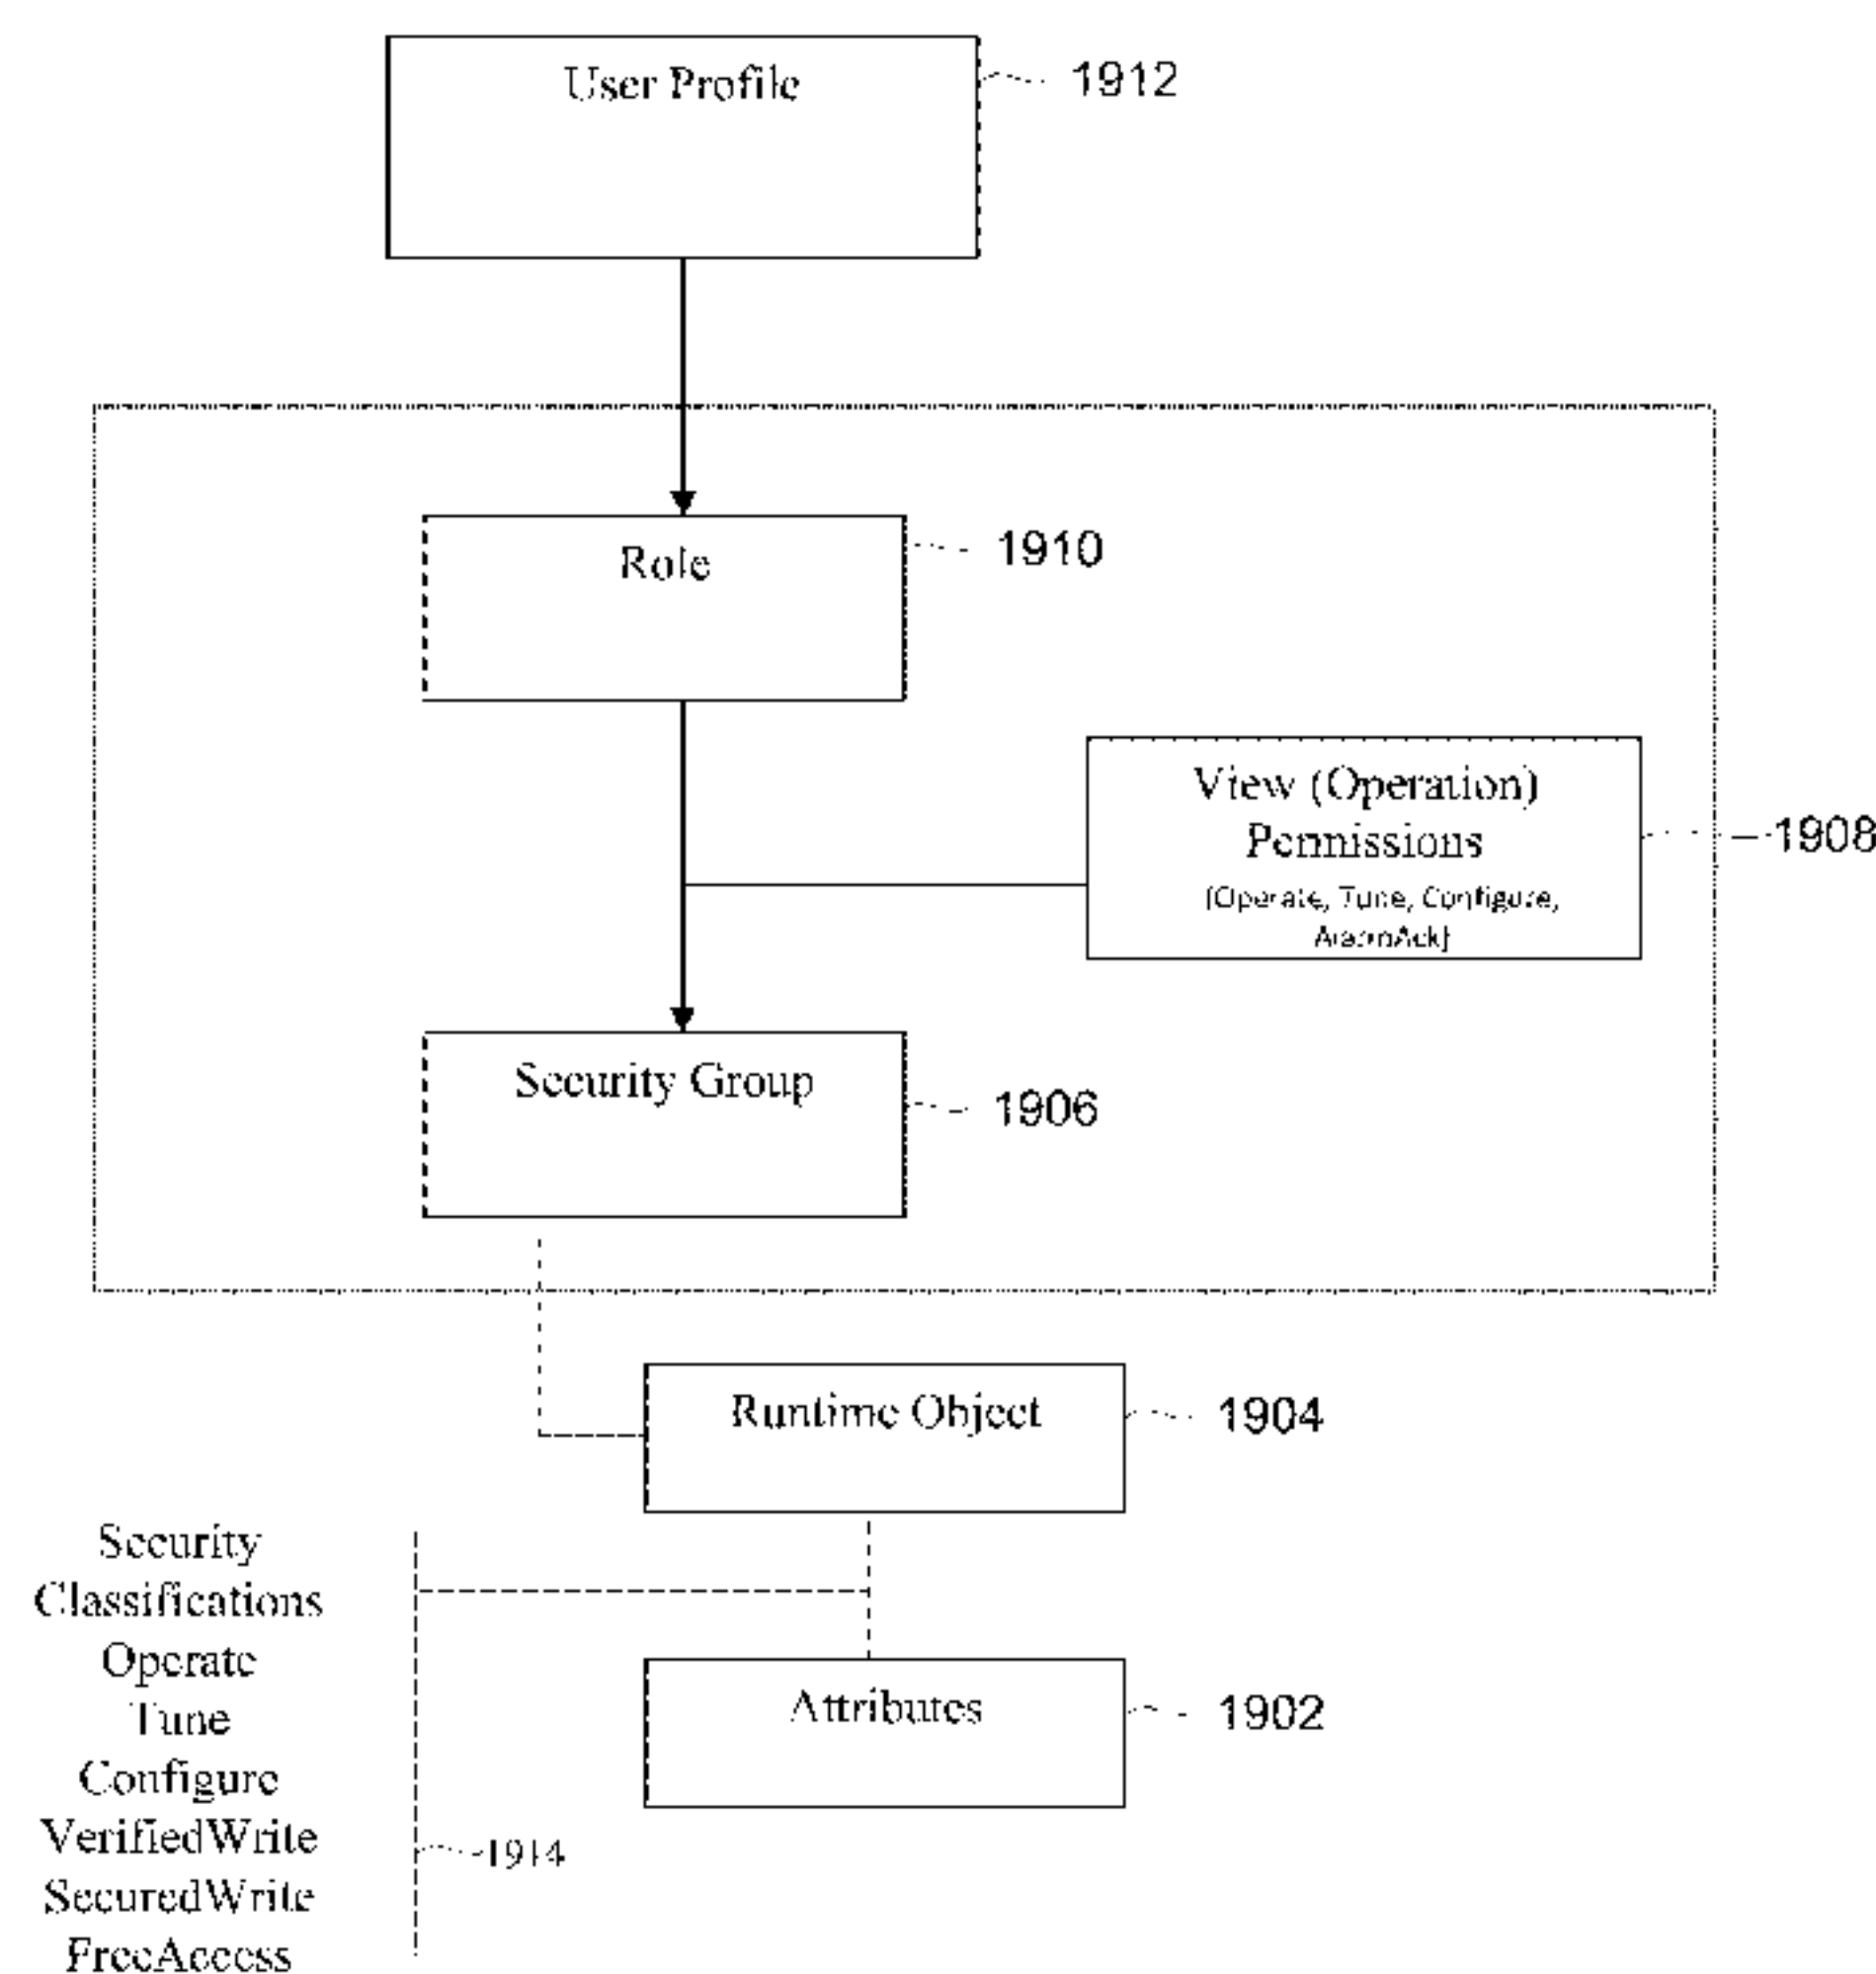 User Profile
1912
Role
1910
View (Operation)
Permissions
{Operate, Tune, Configure,
AlarmAck}
1908
Security Group
1906
Runtime Object
1904
Security
Classifications
Operate
Tune
Configure
VerifiedWrite
SecuredWrite
FreeAccess
1914
Attributes
1902